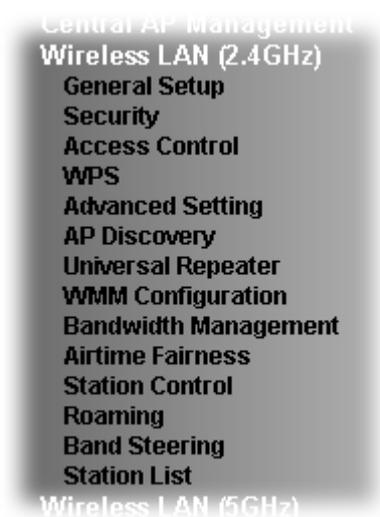 Central AP Management
Wireless LAN (2.4GHz)
General Setup
Security
Access Control
WPS
Advanced Setting
AP Discovery
Universal Repeater
WMM Configuration
Bandwidth Management
Airtime Fairness
Station Control
Roaming
Band Steering
Station List
Wireless LAN (5GHz)